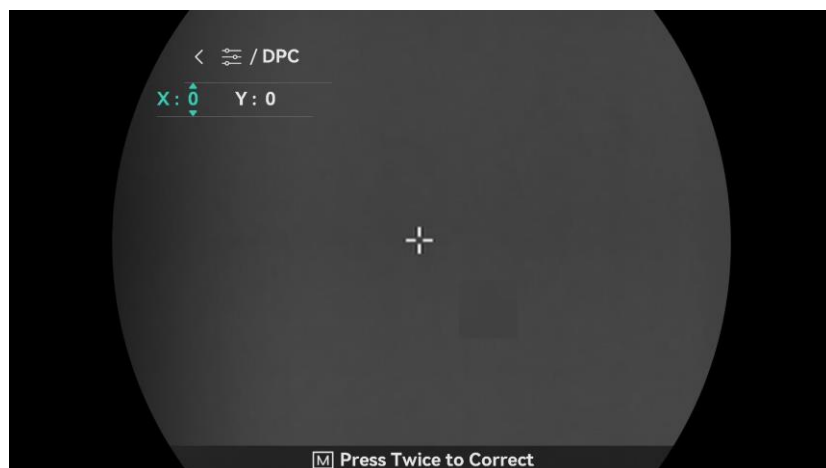 < / DPC
X : 0 Y : 0
M Press Twice to Correct